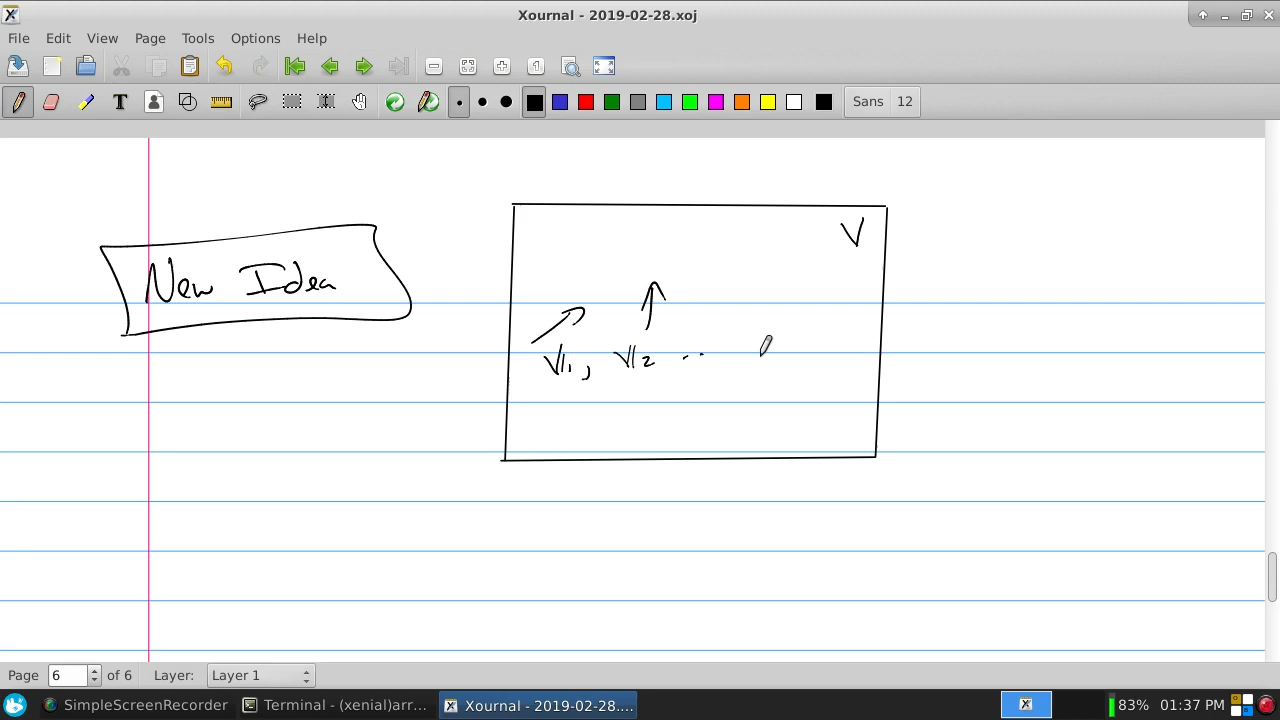 Xournal - 2019-02-28.xoj
File Edit View Page Tools Options Help
Sans 12
V
New Idea
V1, V2 ..
Page 6 of 6 Layer: Layer 1
SimpleScreenRecorder Terminal - (xenial)arr... Xournal - 2019-02-28.... 83% 01:37 PM